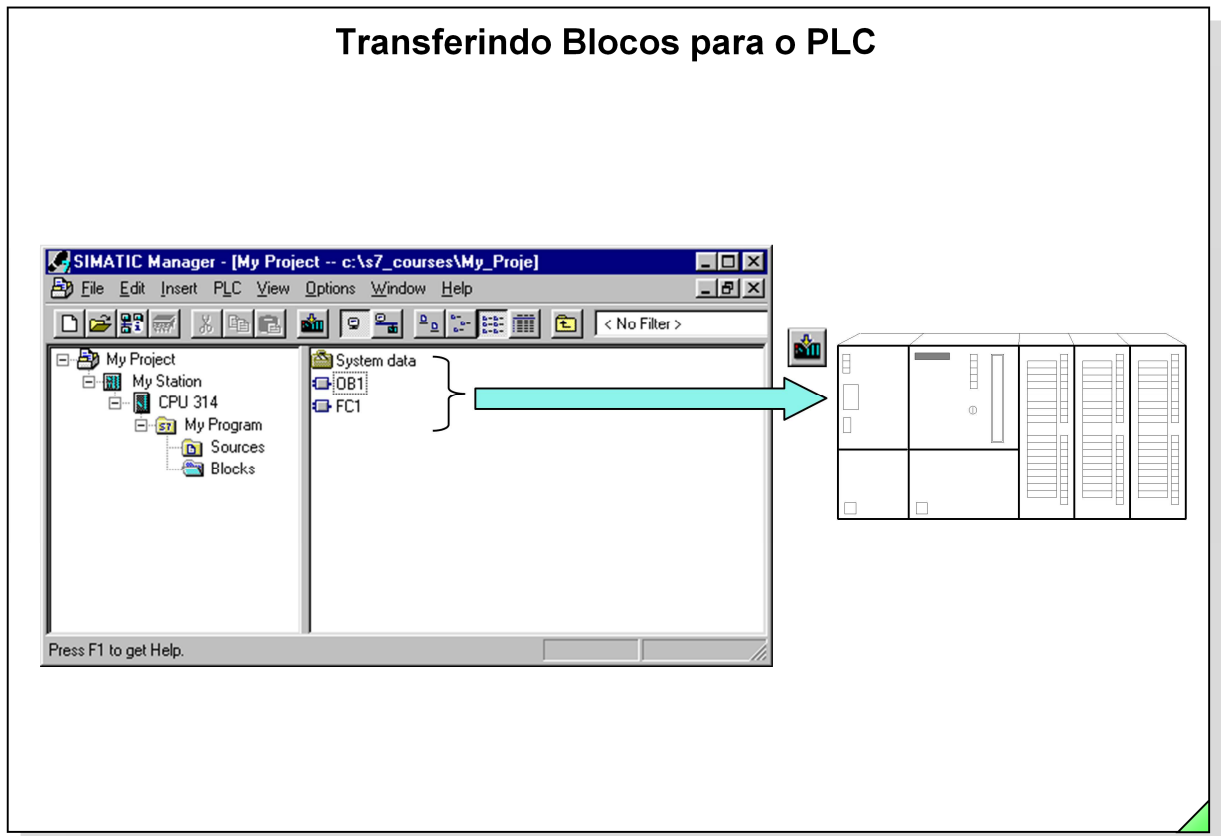 Transferindo Blocos para o PLC
SIMATIC Manager - [My Project -- c:\s7_courses\My_Proje]
File Edit Insert PLC View Options Window Help
< No Filter >
My Project
My Station
CPU 314
S7 My Program
Sources
Blocks
System data
OB1
FC1
Press F1 to get Help.